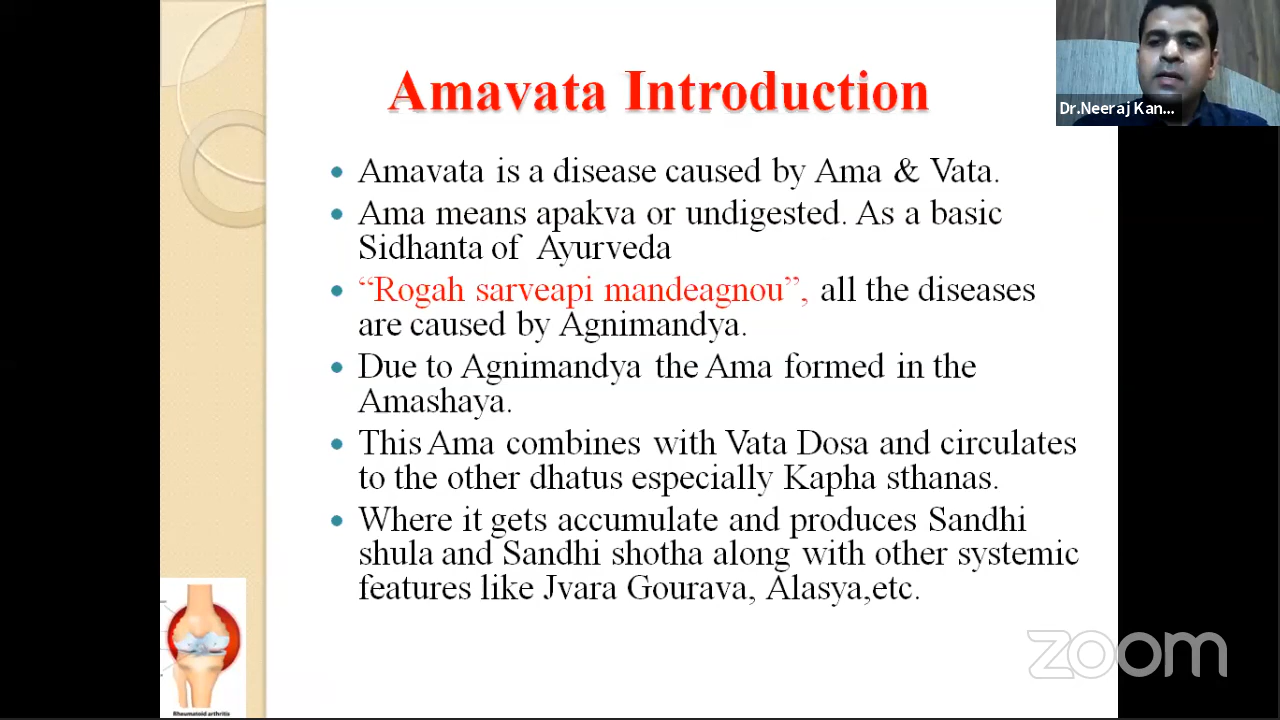 Amavata Introduction
Dr.Neeraj Kan...
Amavata is a disease caused by Ama & Vata.
Ama means apakva or undigested. As a basic
Sidhanta of Ayurveda
“Rogah sarveapi mandeagnou”, all the diseases
are caused by Agnimandya.
Due to Agnimandya the Ama formed in the
Amashaya.
This Ama combines with Vata Dosa and circulates
to the other dhatus especially Kapha sthanas.
Where it gets accumulate and produces Sandhi
shula and Sandhi shotha along with other systemic
features like Jvara Gourava, Alasya,etc.
zoom
Rheumatoid arthritis